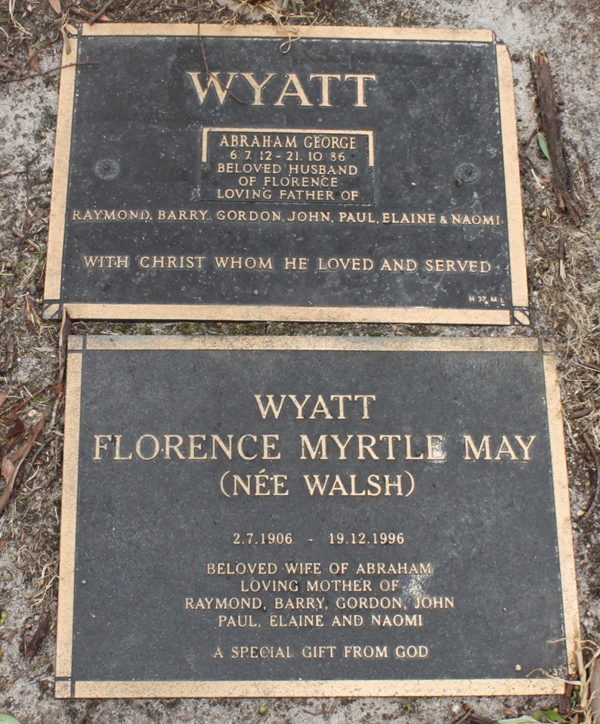 WYATT
ABRAHAM GEORGE
6.7.12 - 21.10.86
BELOVED HUSBAND
OF FLORENCE
LOVING FATHER OF
RAYMOND, BARRY, GORDON, JOHN, PAUL, ELAINE & NAOMI
WITH CHRIST WHOM HE LOVED AND SERVED
H 37 M L
WYATT
FLORENCE MYRTLE MAY
(NÉE WALSH)
2.7.1906 - 19.12.1996
BELOVED WIFE OF ABRAHAM
LOVING MOTHER OF
RAYMOND, BARRY, GORDON, JOHN
PAUL, ELAINE AND NAOMI
A SPECIAL GIFT FROM GOD